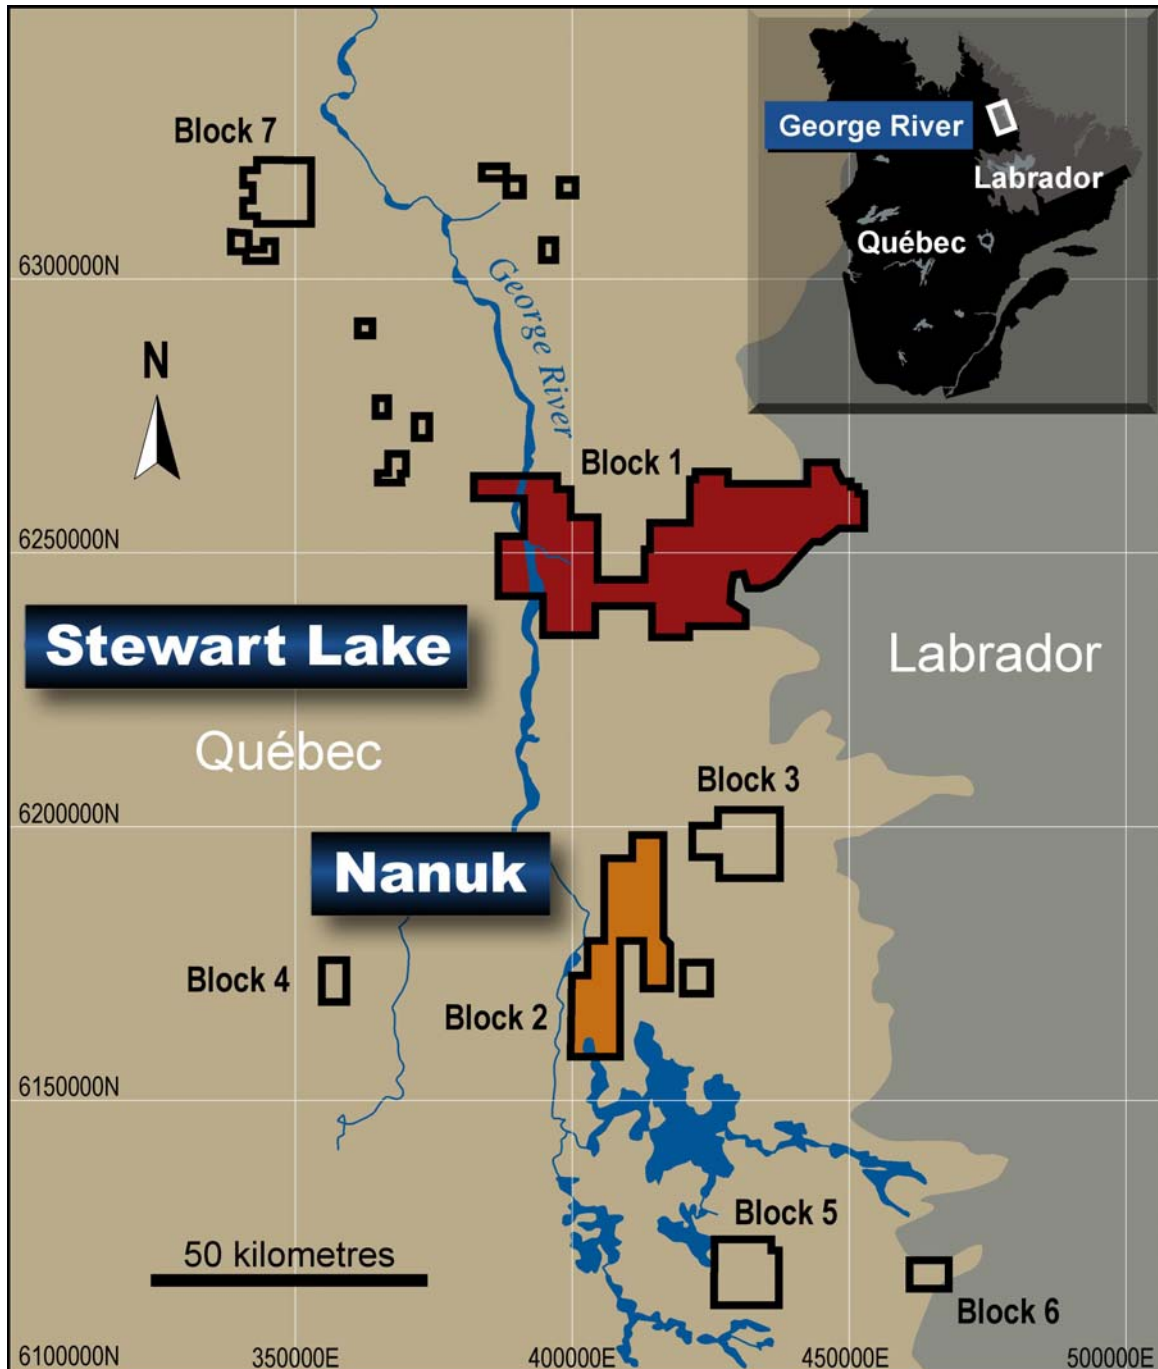 Block 7
George River
Labrador
Québec
6300000N
George River
N
Block 1
6250000N
Stewart Lake
Labrador
Québec
Block 3
6200000N
Nanuk
Block 4
Block 2
6150000N
Block 5
50 kilometres
Block 6
6100000N
350000E
400000E
450000E
500000E